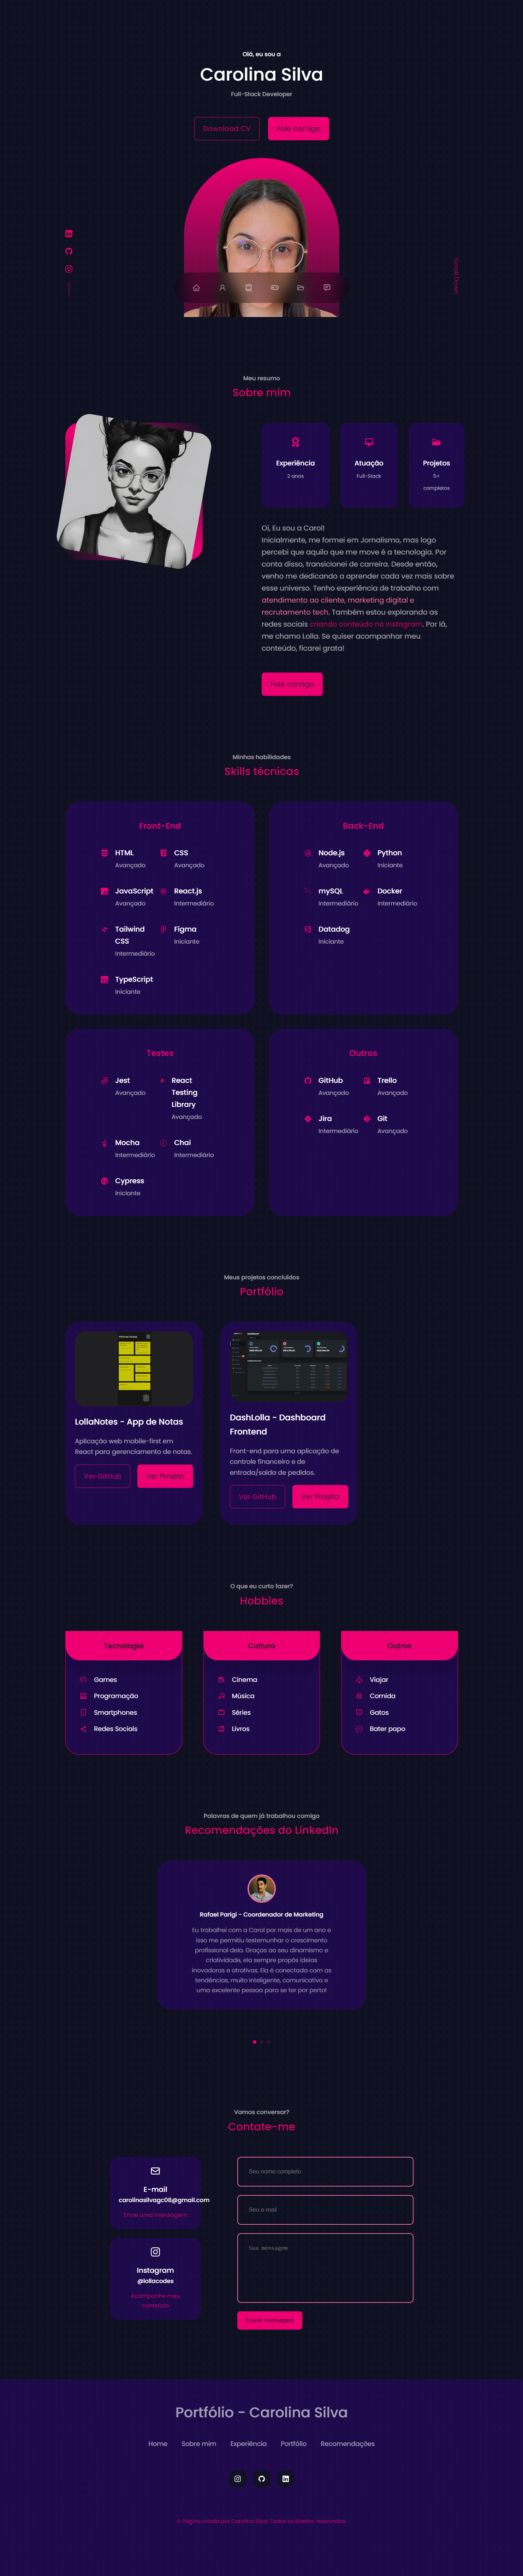 Olá, eu sou a
Carolina Silva
Full-Stack Developer
Download CV
Fale comigo
Scroll Down
Meu resumo
Sobre mim
Experiência
2 anos
Atuação
Full-Stack
Projetos
5+
completos
Oi, Eu sou a Carol!
Inicialmente, me formei em Jornalismo, mas logo
percebi que aquilo que me move é a tecnologia. Por
conta disso, transicionei de carreira. Desde então,
venho me dedicando a aprender cada vez mais sobre
esse universo. Tenho experiência de trabalho com
atendimento ao cliente, marketing digital e
recrutamento tech. Também estou explorando as
redes sociais criando conteúdo no Instagram. Por lá,
me chamo Lolla. Se quiser acompanhar meu
conteúdo, ficarei grata!
Fale comigo
Minhas habilidades
Skills técnicas
Front-End
HTML
Avançado
CSS
Avançado
JavaScript
Avançado
React.js
Intermediário
Tailwind
CSS
Intermediário
Figma
Iniciante
TypeScript
Iniciante
Back-End
Node.js
Avançado
Python
Iniciante
mySQL
Intermediário
Docker
Intermediário
Datadog
Iniciante
Testes
Jest
Avançado
React
Testing
Library
Avançado
Mocha
Intermediário
Chai
Intermediário
Cypress
Iniciante
Outros
GitHub
Avançado
Trello
Avançado
Jira
Intermediário
Git
Avançado
Meus projetos concluídos
Portfólio
LollaNotes - App de Notas
Aplicação web mobile-first em
React para gerenciamento de notas.
Ver GitHub
Ver Projeto
DashLolla - Dashboard
Frontend
Front-end para uma aplicação de
controle financeiro e de
entrada/saída de pedidos.
Ver GitHub
Ver Projeto
O que eu curto fazer?
Hobbies
Tecnologia
Games
Programação
Smartphones
Redes Sociais
Cultura
Cinema
Música
Séries
Livros
Outros
Viajar
Comida
Gatos
Bater papo
Palavras de quem já trabalhou comigo
Recomendações do LinkedIn
Rafael Parigi - Coordenador de Marketing
Eu trabalhei com a Carol por mais de um ano e
isso me permitiu testemunhar o crescimento
profissional dela. Graças ao seu dinamismo e
criatividade, ela sempre propôs ideias
inovadoras e atrativas. Ela é conectada com as
tendências, muito inteligente, comunicativa e
uma excelente pessoa para se ter por perto!
Vamos conversar?
Contate-me
E-mail
carolinasilvagc08@gmail.com
Envie uma mensagem
Instagram
@lollacodes
Acompanhe meu
conteúdo
Seu nome completo
Seu e-mail
Sua mensagem
Enviar mensagem
Portfólio - Carolina Silva
Home
Sobre mim
Experiência
Portfólio
Recomendações
© Página criada por Carolina Silva. Todos os direitos reservados.